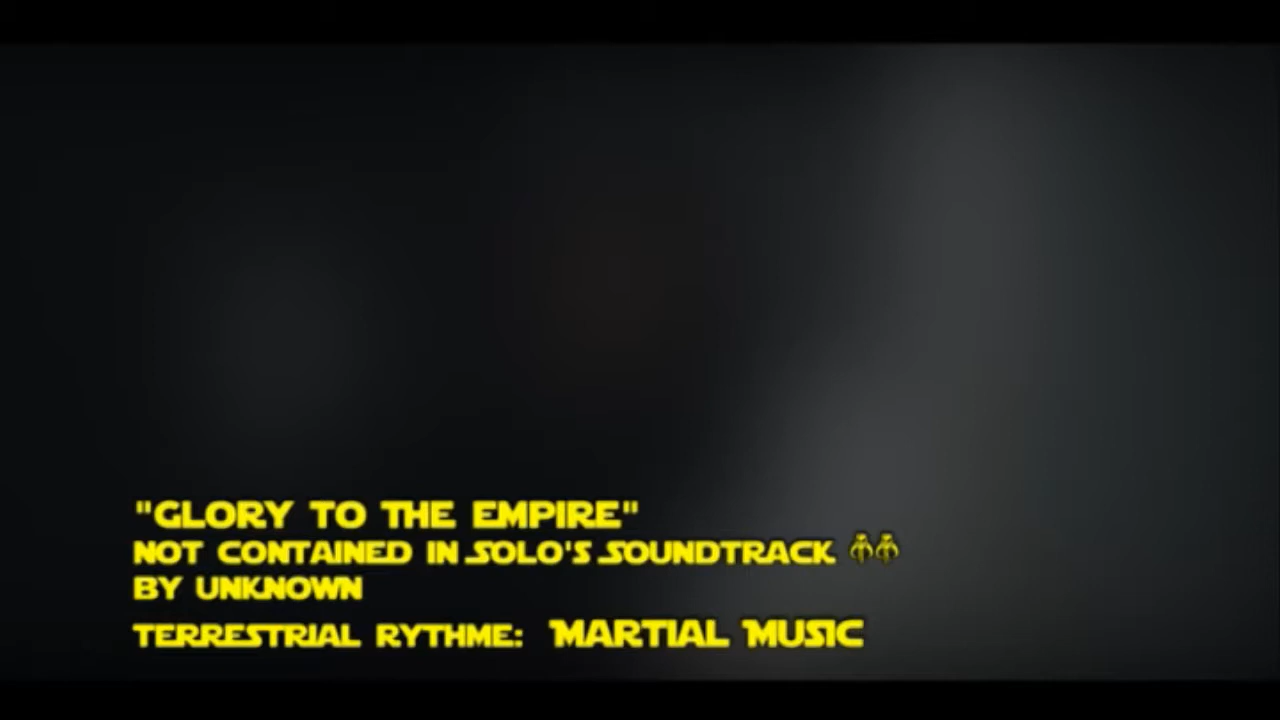 "GLORY TO THE EMPIRE"
NOT CONTAINED IN SOLO'S SOUNDTRACK
BY UNKNOWN
TERRESTRIAL RYTHME: MARTIAL MUSIC